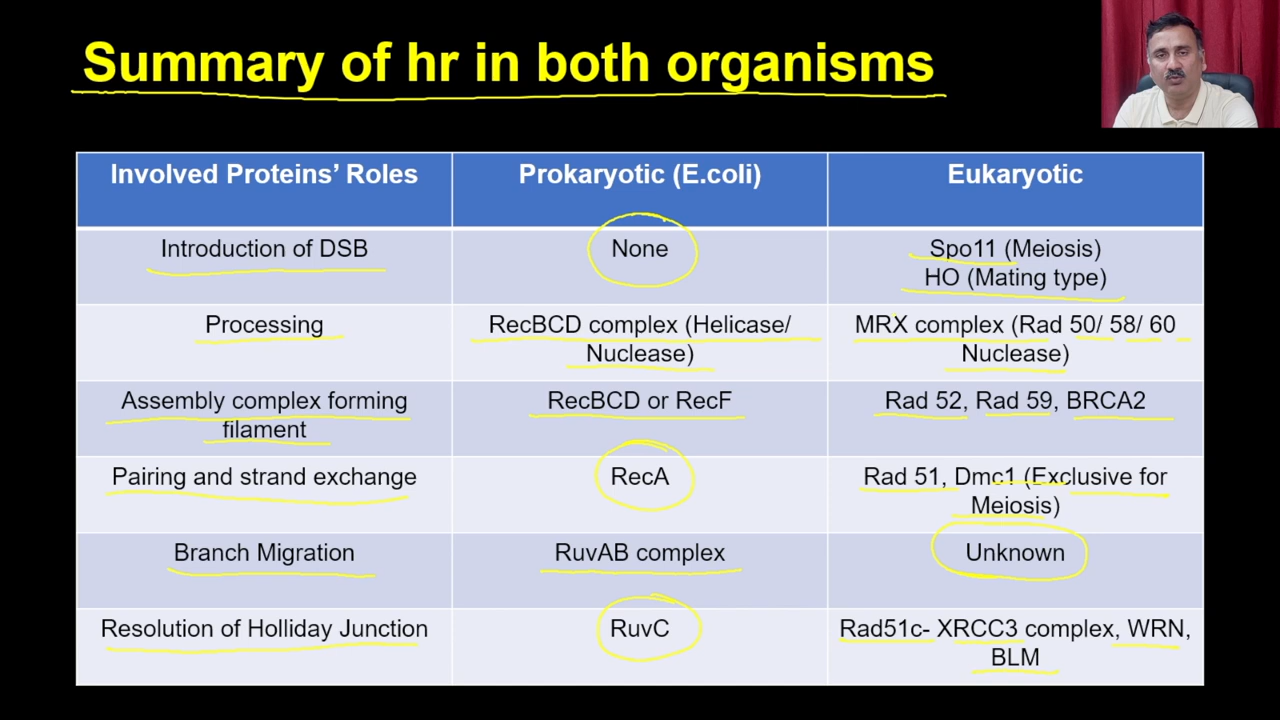 Summary of hr in both organisms
Involved Proteins’ Roles
Prokaryotic (E.coli)
Eukaryotic
Introduction of DSB
None
Spo11 (Meiosis)
HO (Mating type)
Processing
RecBCD complex (Helicase/
Nuclease)
MRX complex (Rad 50/ 58/ 60
Nuclease)
Assembly complex forming
filament
RecBCD or RecF
Rad 52, Rad 59, BRCA2
Pairing and strand exchange
RecA
Rad 51, Dmc1 (Exclusive for
Meiosis)
Branch Migration
RuvAB complex
Unknown
Resolution of Holliday Junction
RuvC
Rad51c- XRCC3 complex, WRN,
BLM